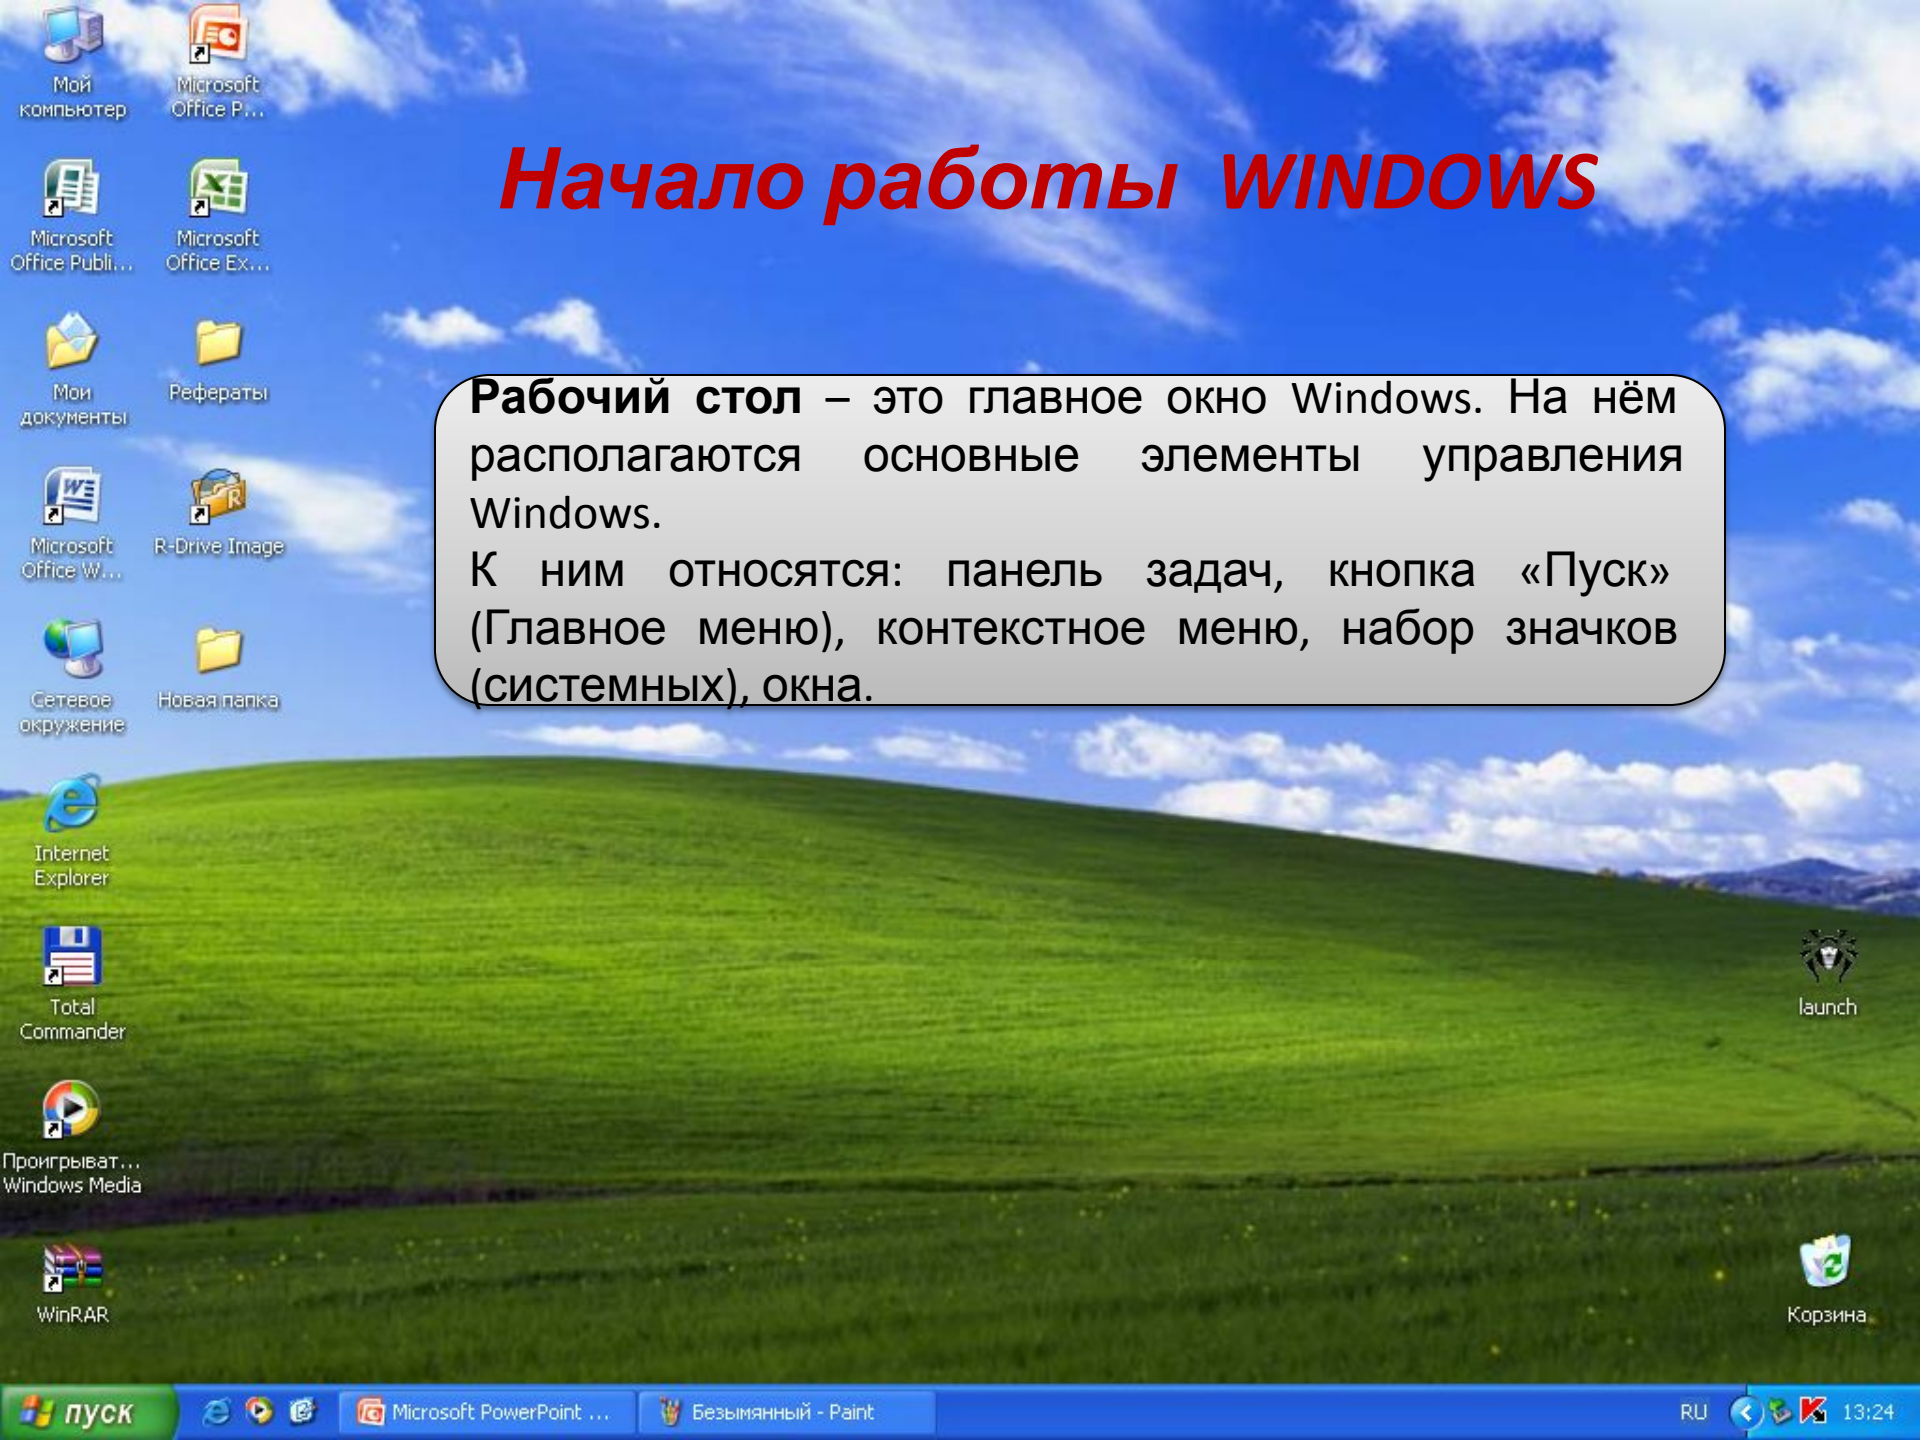 Мой
компьютер
Microsoft
Office P...
Начало работы WINDOWS
Microsoft
Office Publi...
Microsoft
Office Ex...
Мои
документы
Рефераты
Рабочий стол – это главное окно Windows. На нём
располагаются основные элементы управления
Windows.
К ним относятся: панель задач, кнопка «Пуск»
(Главное меню), контекстное меню, набор значков
(системных), окна.
Microsoft
Office W...
R-Drive Image
Сетевое
окружение
Новая папка
Internet
Explorer
Total
Commander
launch
Проигрыват...
Windows Media
WinRAR
Корзина
пуск
Microsoft PowerPoint ...
Безымянный - Paint
RU
13:24